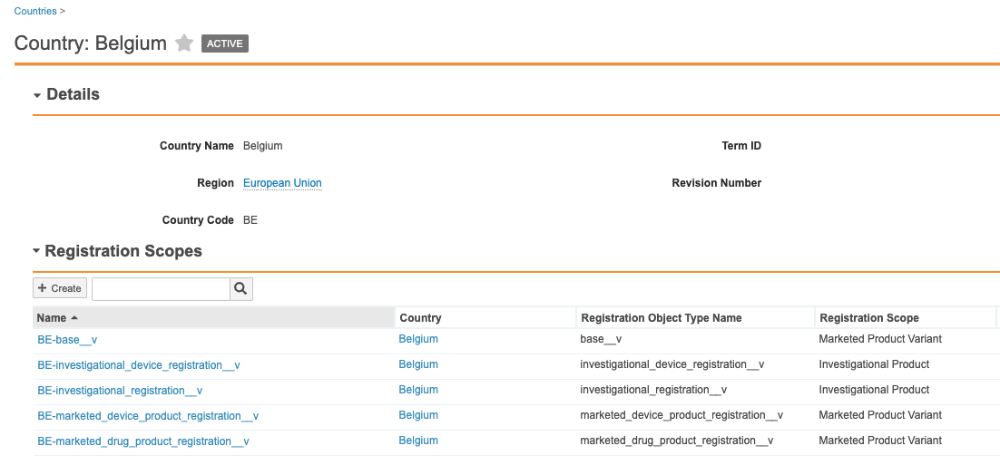 Countries >
Country: Belgium ACTIVE
Details
Country Name Belgium Term ID
Region European Union Revision Number
Country Code BE
Registration Scopes
+ Create
Name Country Registration Object Type Name Registration Scope
BE-base__v Belgium base__v Marketed Product Variant
BE-investigational_device_registration__v Belgium investigational_device_registration__v Investigational Product
BE-investigational_registration__v Belgium investigational_registration__v Investigational Product
BE-marketed_device_product_registration__v Belgium marketed_device_product_registration__v Marketed Product Variant
BE-marketed_drug_product_registration__v Belgium marketed_drug_product_registration__v Marketed Product Variant